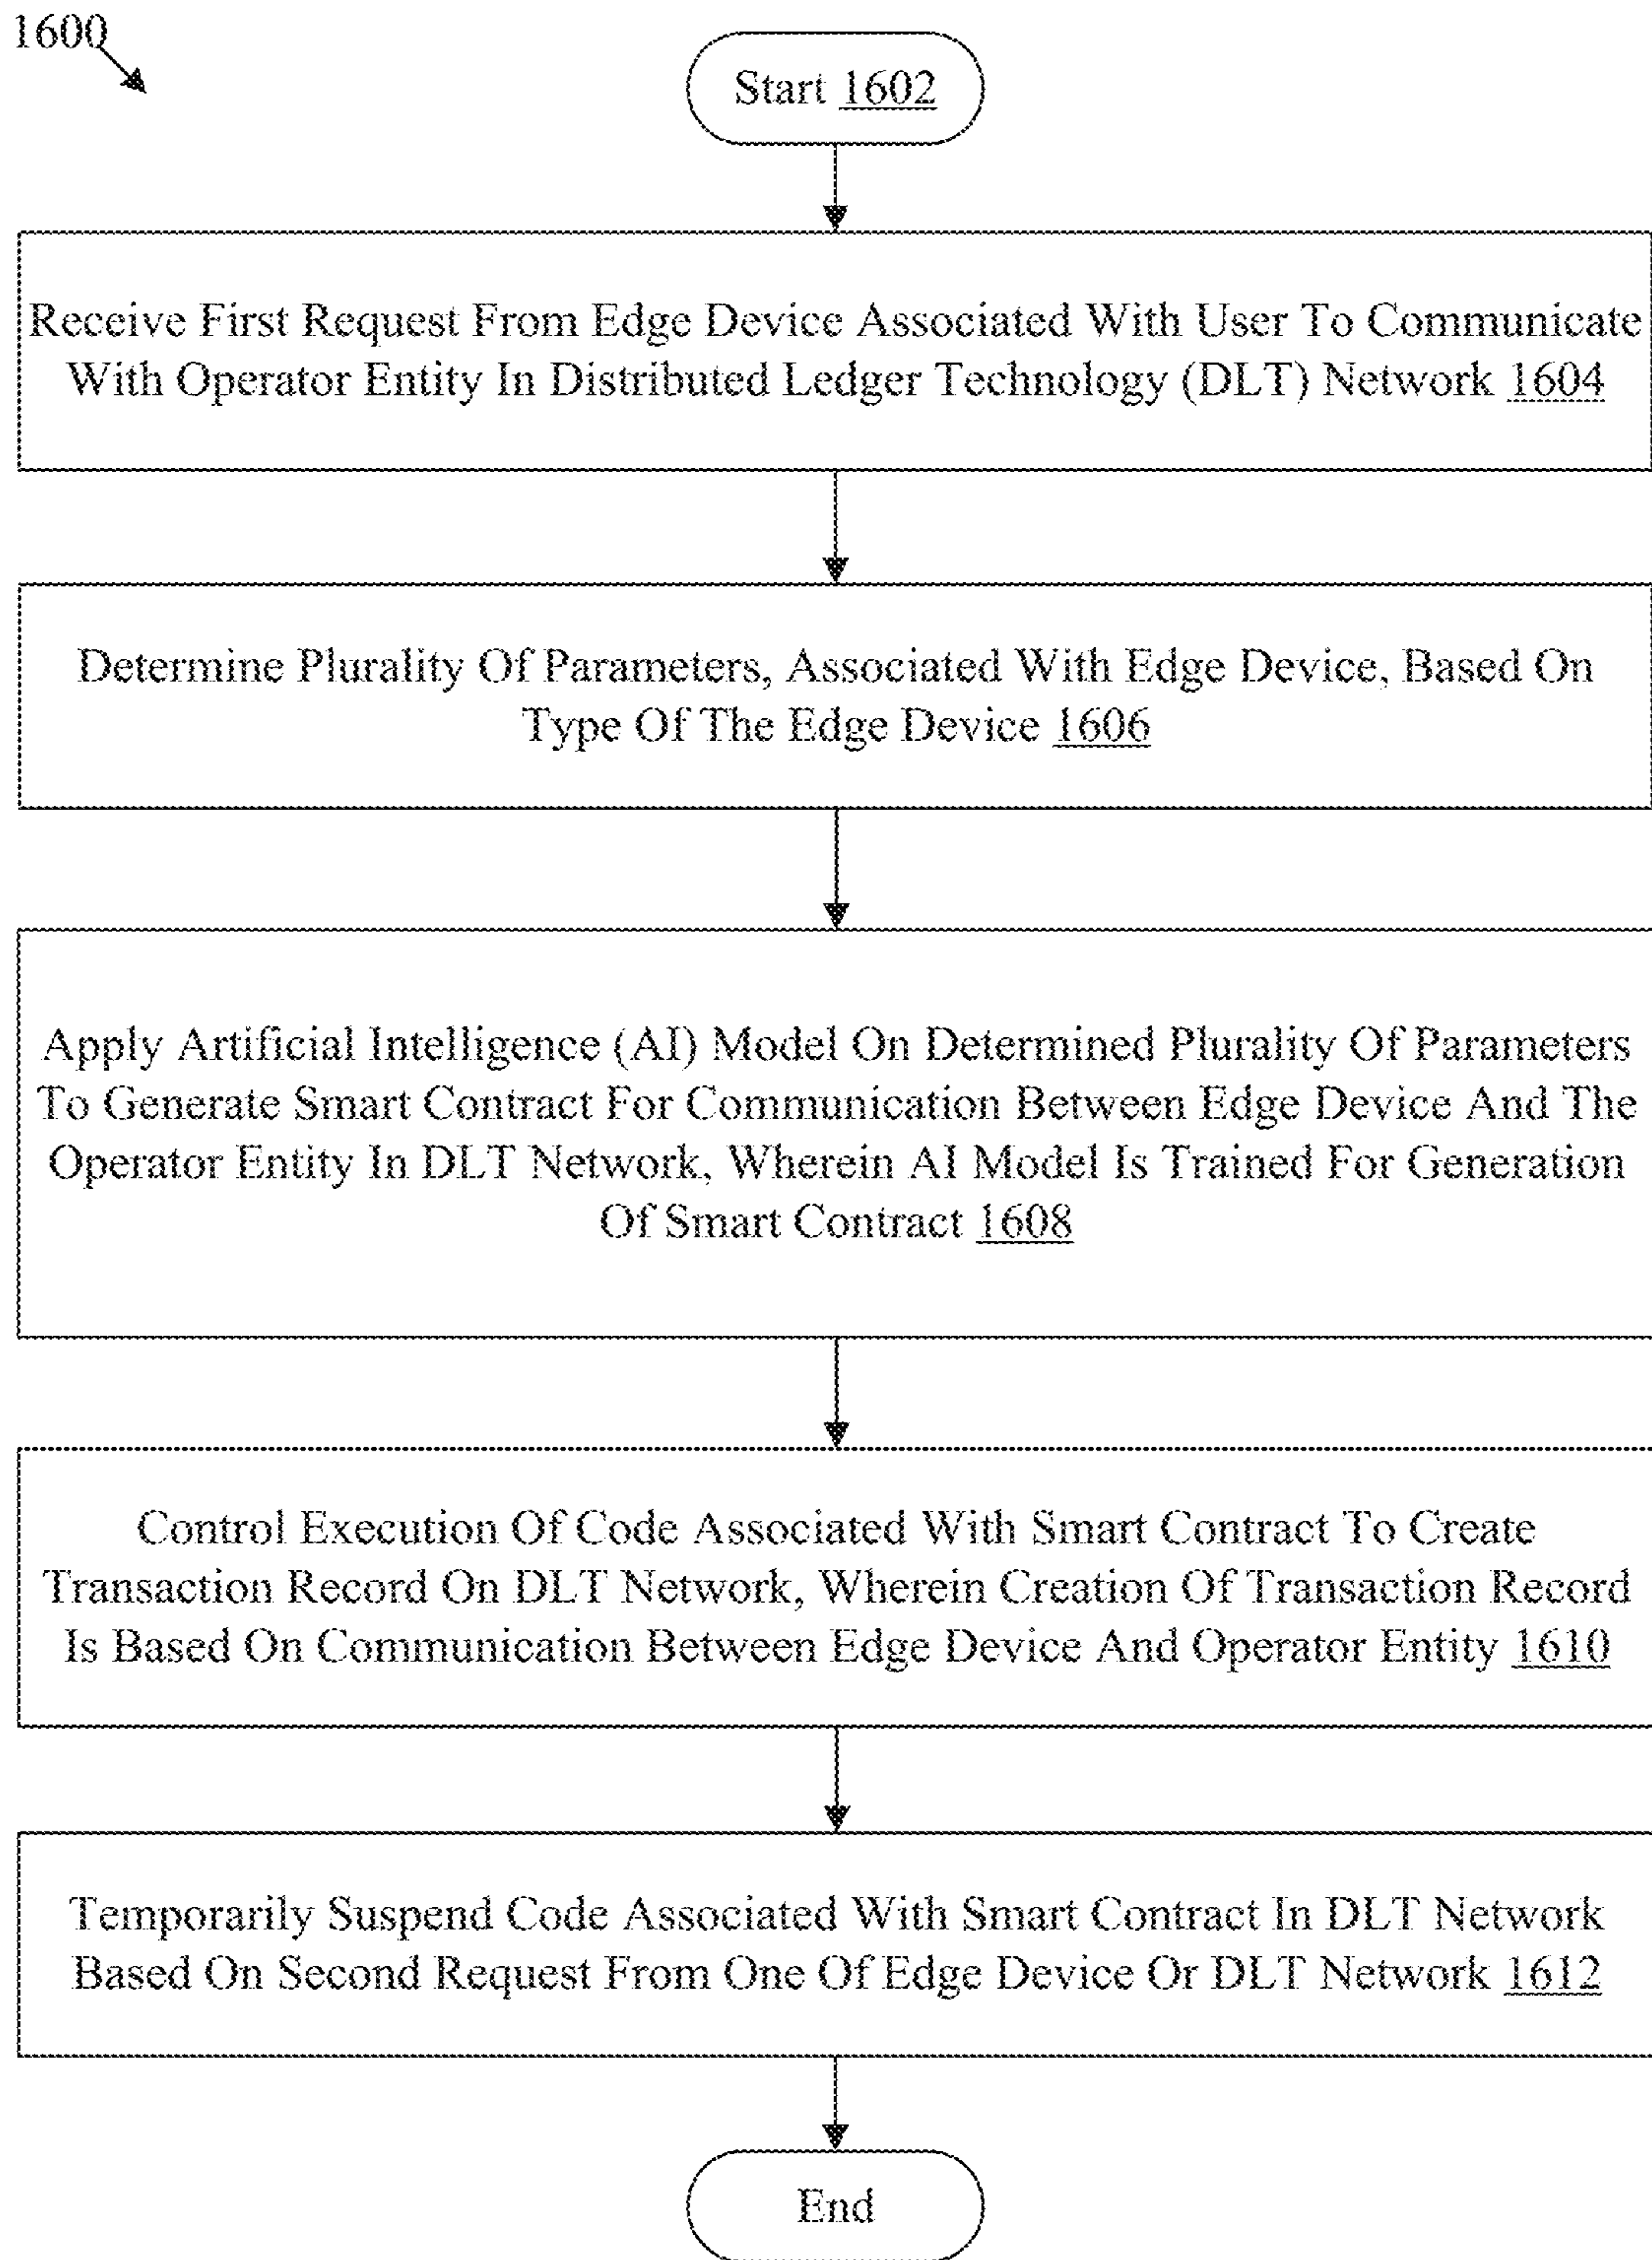 1600
Start 1602
Receive First Request From Edge Device Associated With User To Communicate
With Operator Entity In Distributed Ledger Technology (DLT) Network 1604
Determine Plurality Of Parameters, Associated With Edge Device, Based On
Type Of The Edge Device 1606
Apply Artificial Intelligence (AI) Model On Determined Plurality Of Parameters
To Generate Smart Contract For Communication Between Edge Device And The
Operator Entity In DLT Network, Wherein AI Model Is Trained For Generation
Of Smart Contract 1608
Control Execution Of Code Associated With Smart Contract To Create
Transaction Record On DLT Network, Wherein Creation Of Transaction Record
Is Based On Communication Between Edge Device And Operator Entity 1610
Temporarily Suspend Code Associated With Smart Contract In DLT Network
Based On Second Request From One Of Edge Device Or DLT Network 1612
End